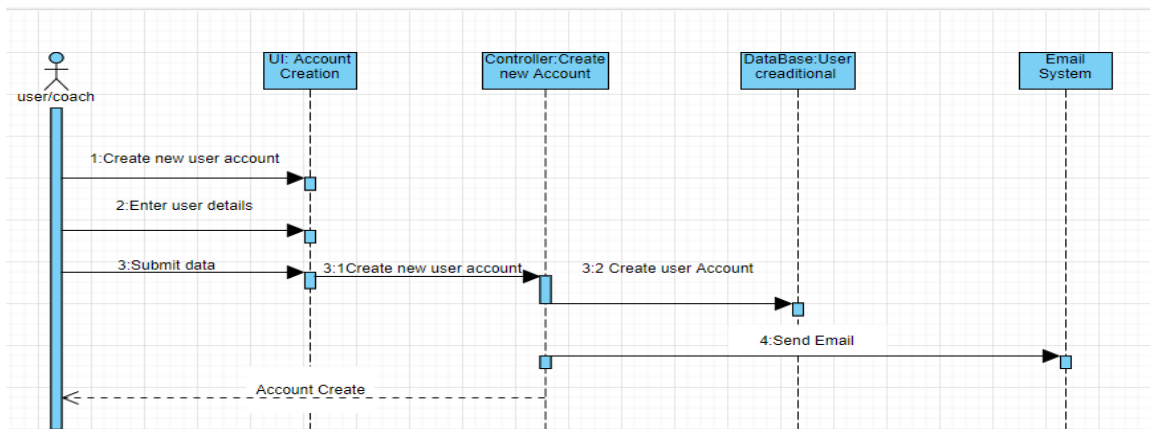 UI: Account
Creation
Controller:Create
new Account
DataBase:User
creaditional
Email
System
user/coach
1:Create new user account
2:Enter user details
3:Submit data
3:1Create new user account
3:2 Create user Account
4:Send Email
Account Create